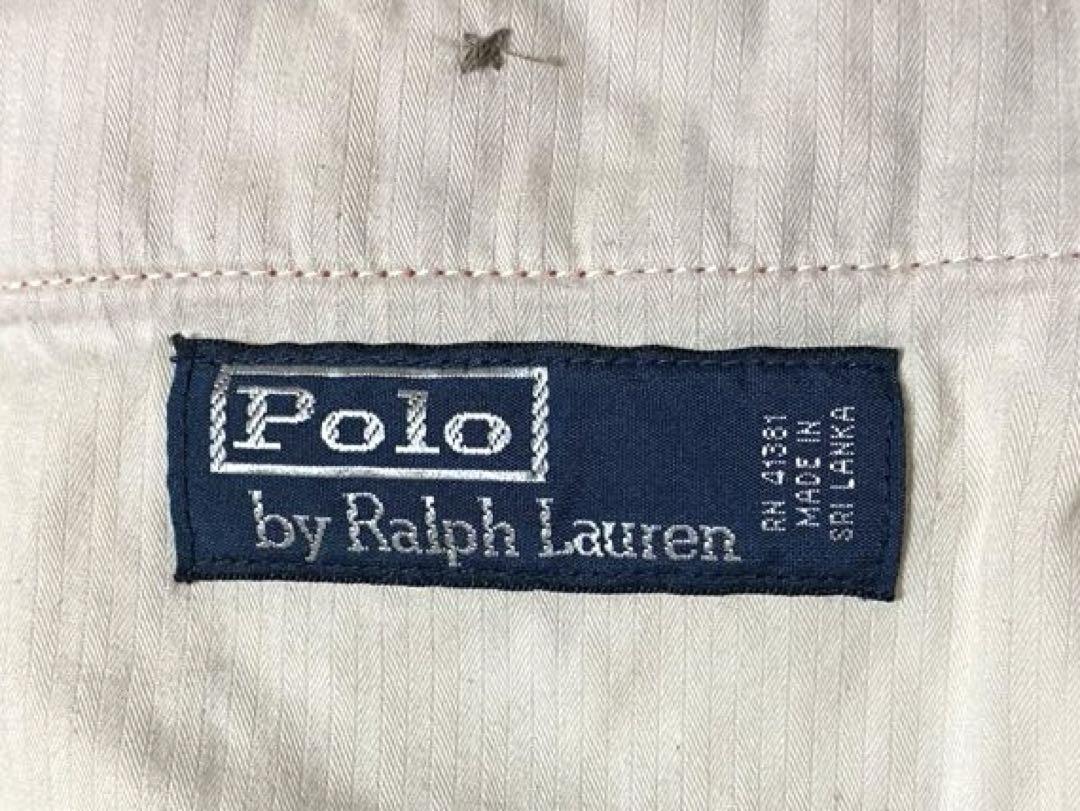 Polo
by Ralph Lauren
RN 41381
MADE IN
SRI LANKA